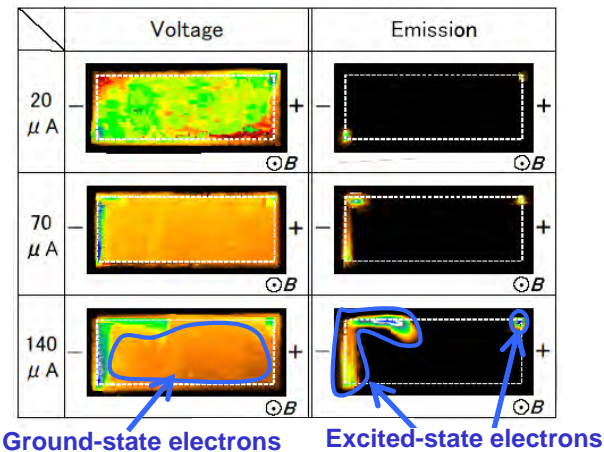 Voltage Emission
20 μA − + ⊙B − + ⊙B
70 μA − + ⊙B − + ⊙B
140 μA − + ⊙B − + ⊙B
Ground-state electrons Excited-state electrons